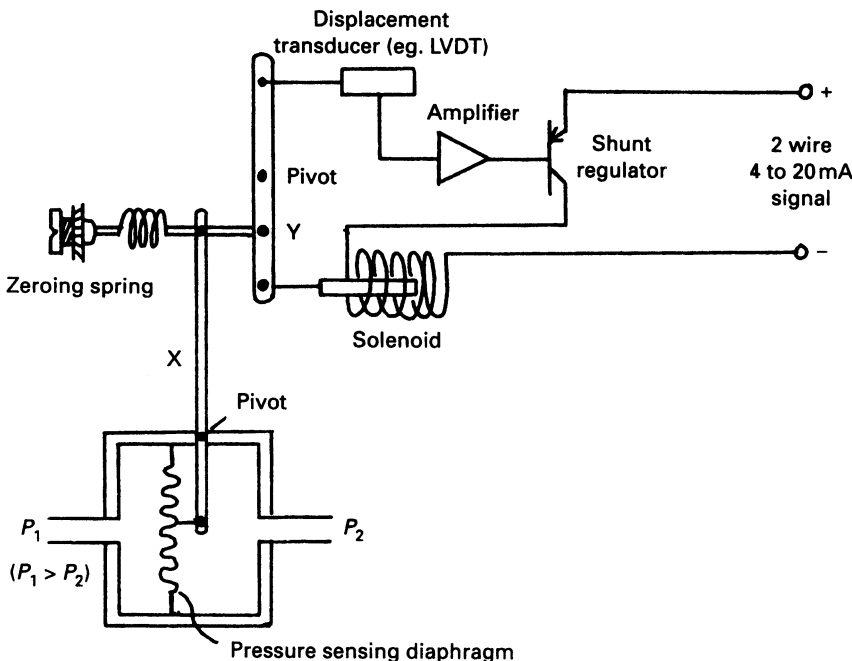 Displacement
transducer (eg. LVDT)
Amplifier
+
Shunt
regulator
2 wire
4 to 20 mA
signal
Pivot
Y
–
Zeroing spring
Solenoid
X
Pivot
P₁
P₂
(P₁ > P₂)
Pressure sensing diaphragm